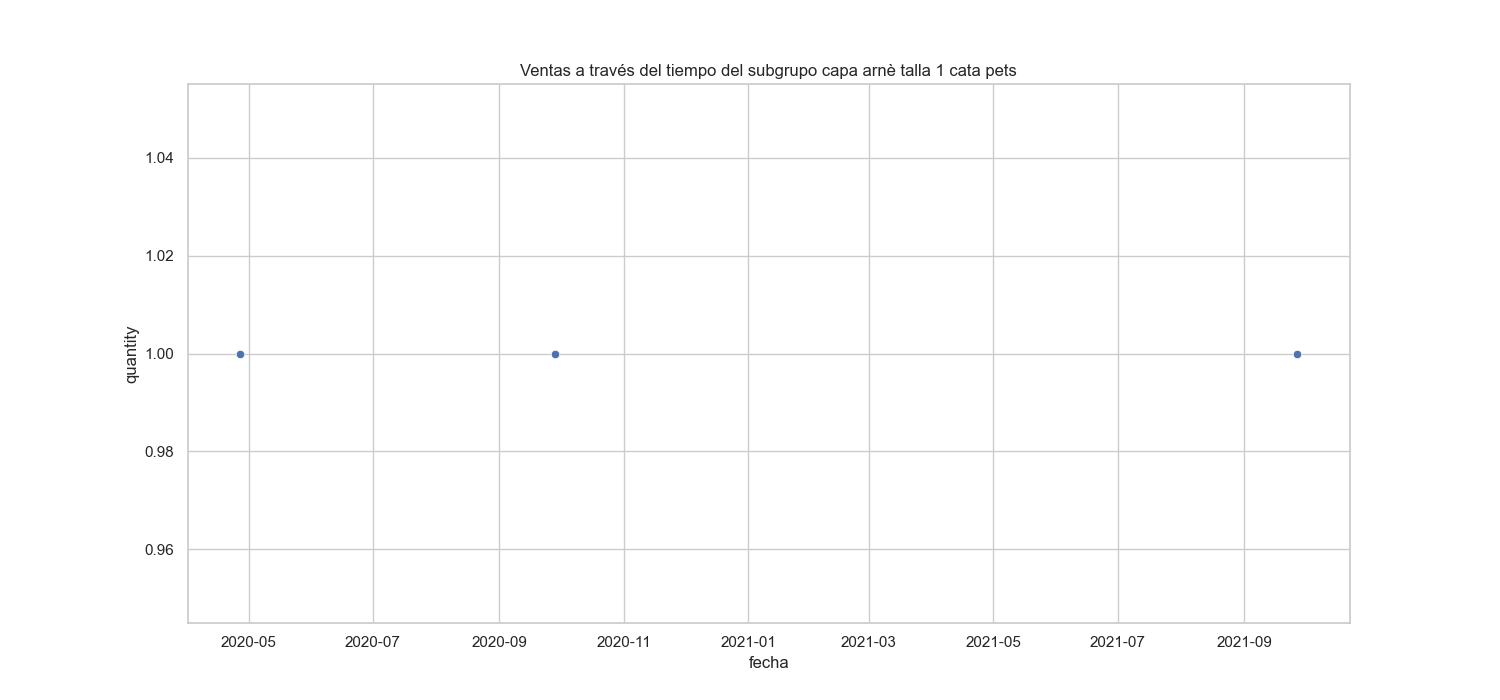 Ventas a través del tiempo del subgrupo capa arnè talla 1 cata pets
1.04
1.02
1.00
0.98
0.96
quantity
2020-05 2020-07 2020-09 2020-11 2021-01 2021-03 2021-05 2021-07 2021-09
fecha